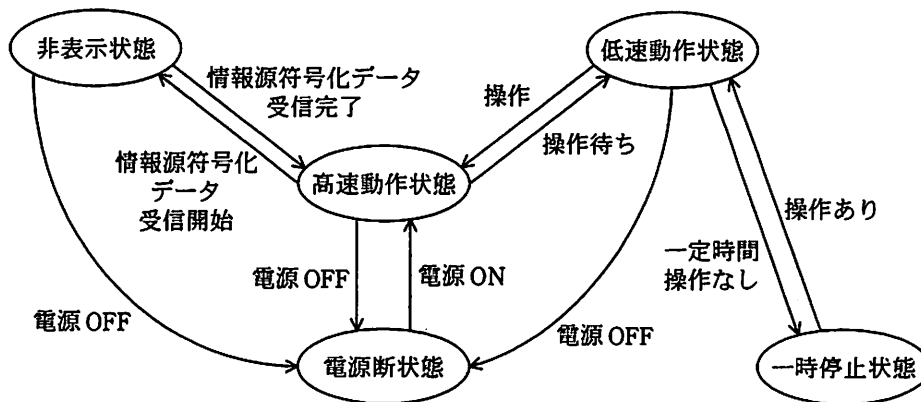 非表示状態
低速動作状態
情報源符号化データ
受信完了
操作
操作待ち
情報源符号化
データ
受信開始
高速動作状態
操作あり
一定時間
操作なし
電源 OFF
電源 ON
電源 OFF
電源 OFF
電源断状態
一時停止状態